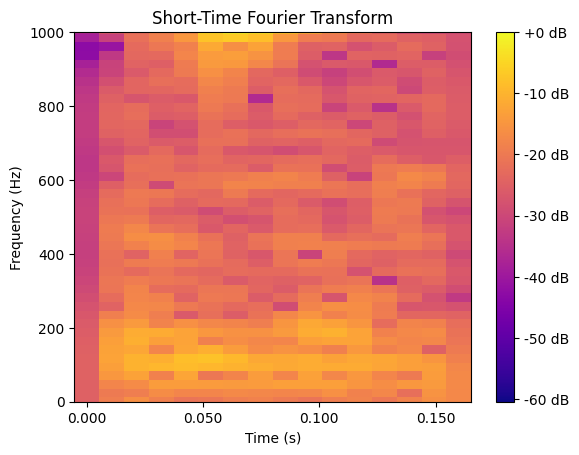 Short-Time Fourier Transform
1000
800
600
400
200
0
Frequency (Hz)
0.000
0.050
0.100
0.150
Time (s)
+0 dB
-10 dB
-20 dB
-30 dB
-40 dB
-50 dB
-60 dB